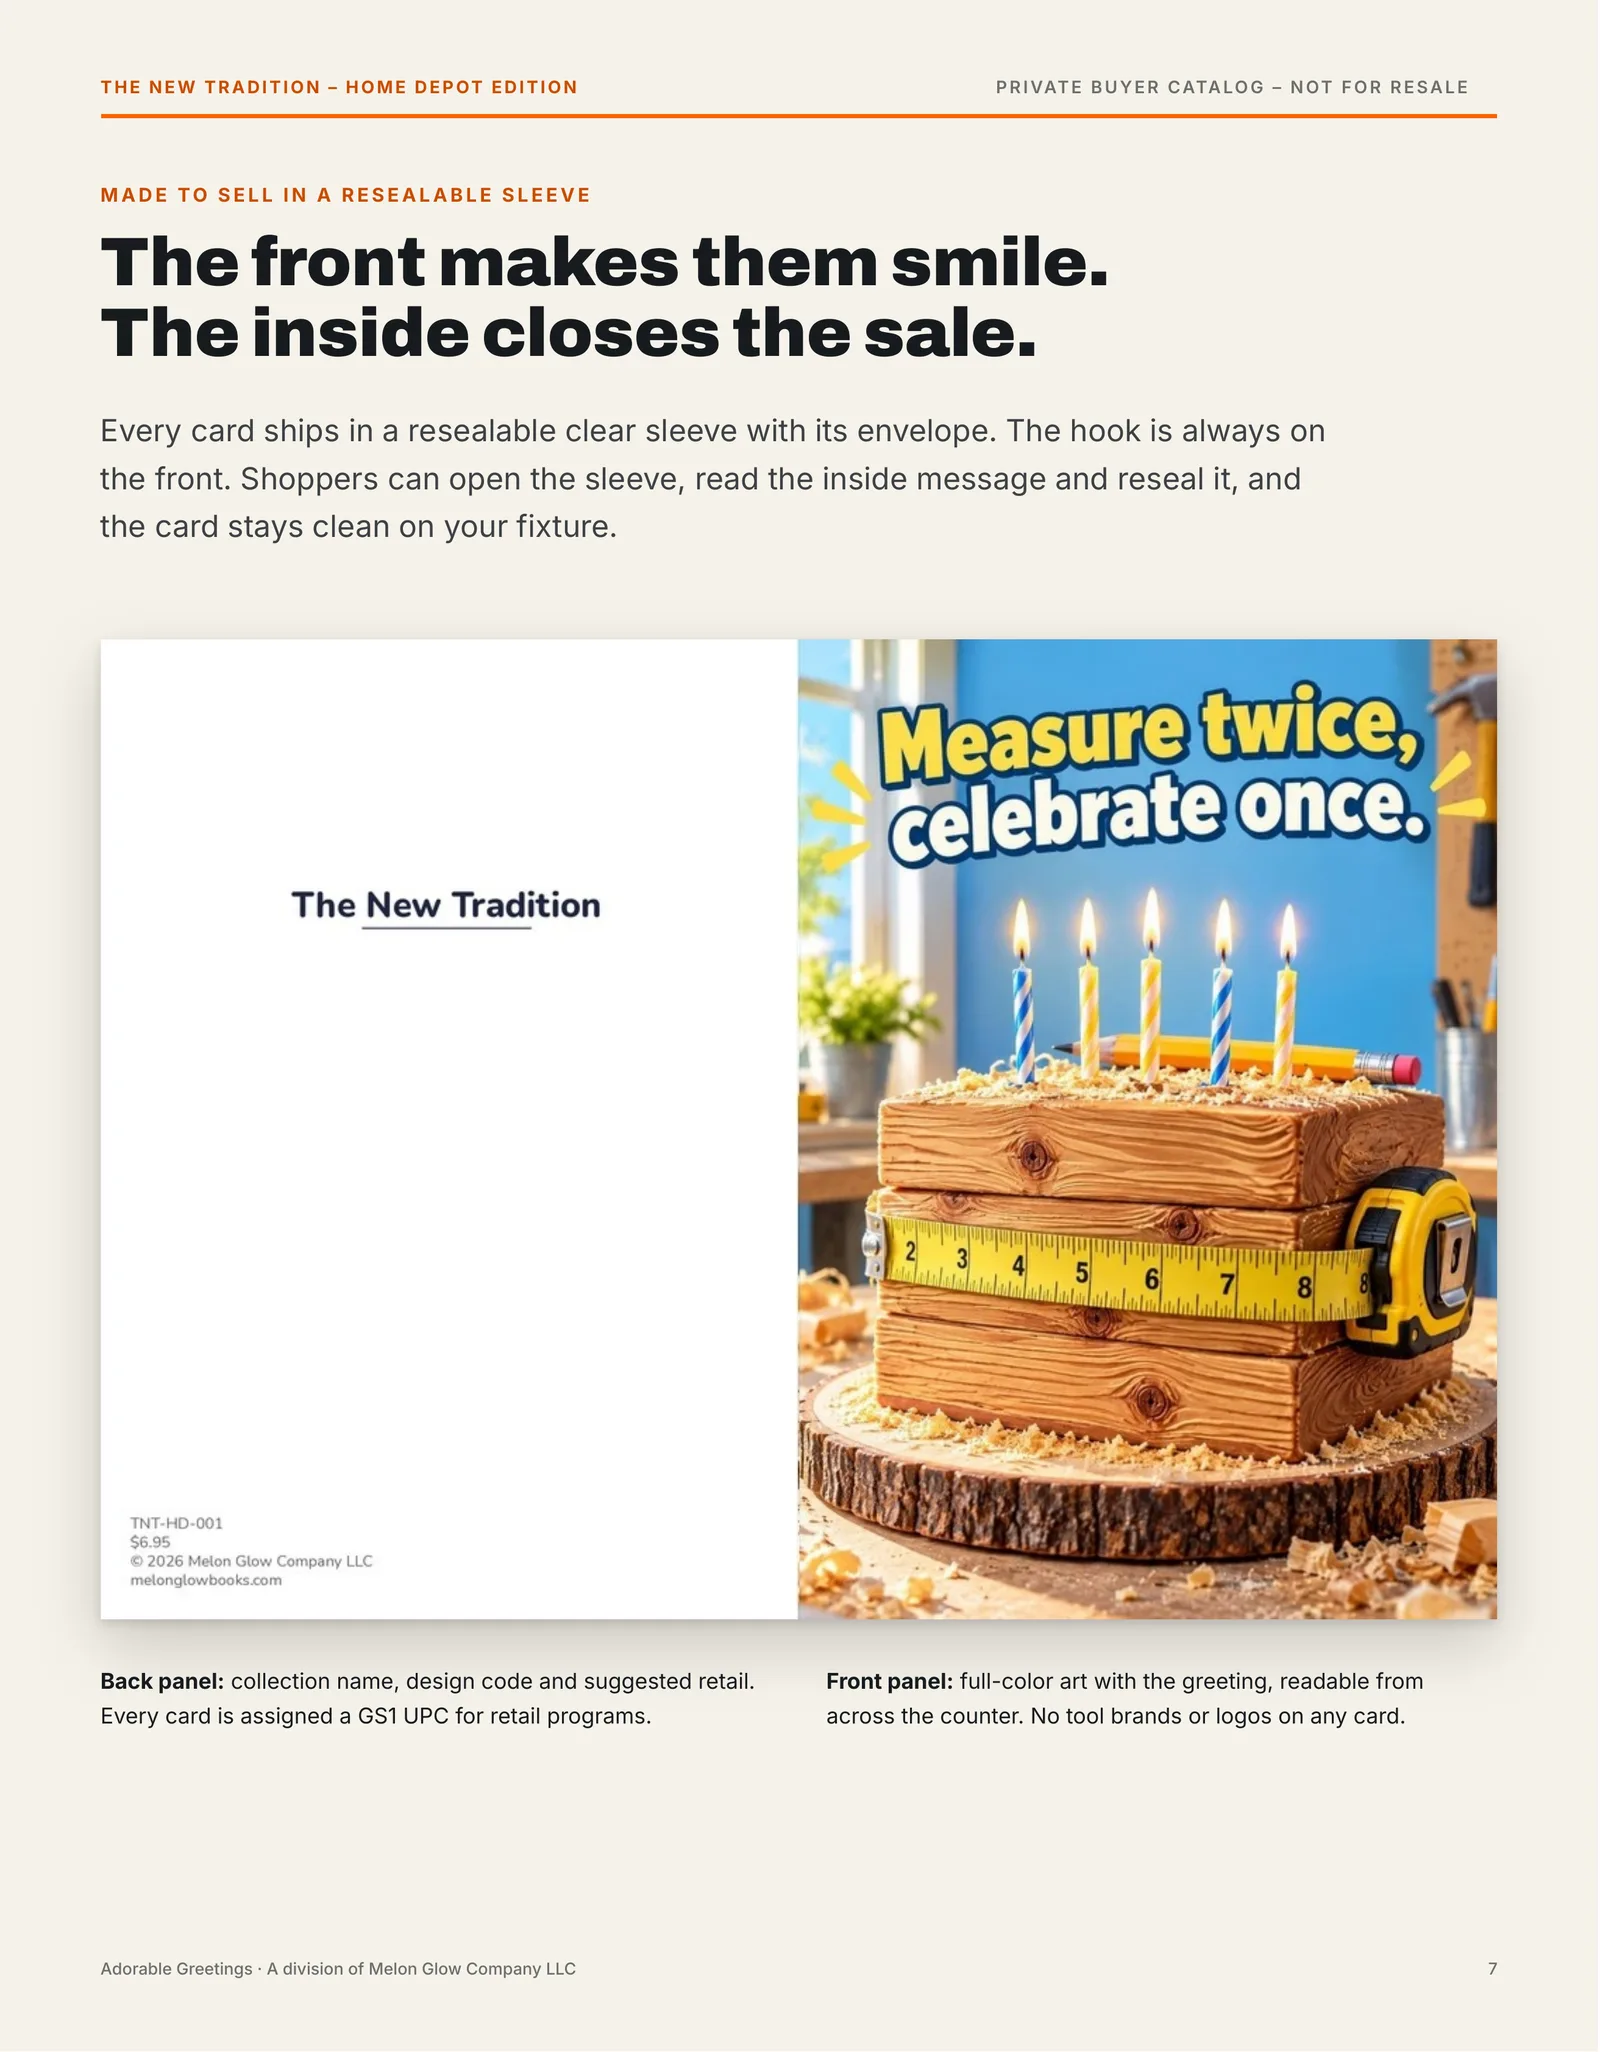 THE NEW TRADITION – HOME DEPOT EDITION
PRIVATE BUYER CATALOG – NOT FOR RESALE
MADE TO SELL IN A RESEALABLE SLEEVE
The front makes them smile.
The inside closes the sale.
Every card ships in a resealable clear sleeve with its envelope. The hook is always on
the front. Shoppers can open the sleeve, read the inside message and reseal it, and
the card stays clean on your fixture.
The New Tradition
TNT-HD-001
$6.95
© 2026 Melon Glow Company LLC
melonglowbooks.com
Measure twice,
celebrate once.
2 3 4 5 6 7 8 8
Back panel: collection name, design code and suggested retail.
Every card is assigned a GS1 UPC for retail programs.
Front panel: full-color art with the greeting, readable from
across the counter. No tool brands or logos on any card.
Adorable Greetings · A division of Melon Glow Company LLC
7